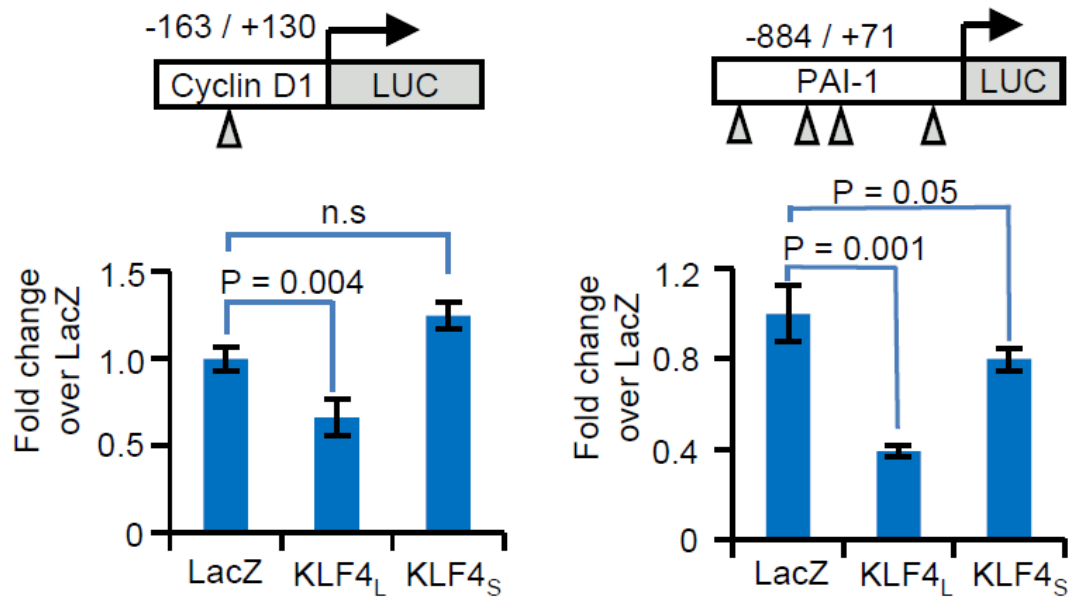 -163 / +130
Cyclin D1
LUC
n.s
P = 0.004
Fold change
over LacZ
1.5
1.0
0.5
0
LacZ
KLF4L
KLF4S
-884 / +71
PAI-1
LUC
P = 0.05
P = 0.001
Fold change
over LacZ
1.2
0.8
0.4
0
LacZ
KLF4L
KLF4S